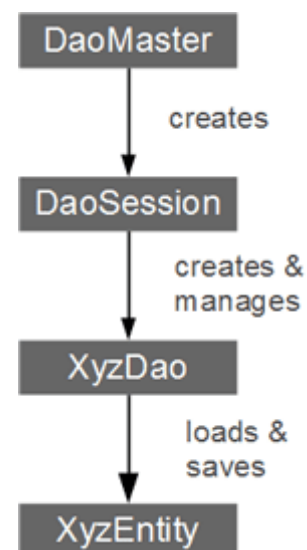 DaoMaster
creates
DaoSession
creates &
manages
XyzDao
loads &
saves
XyzEntity